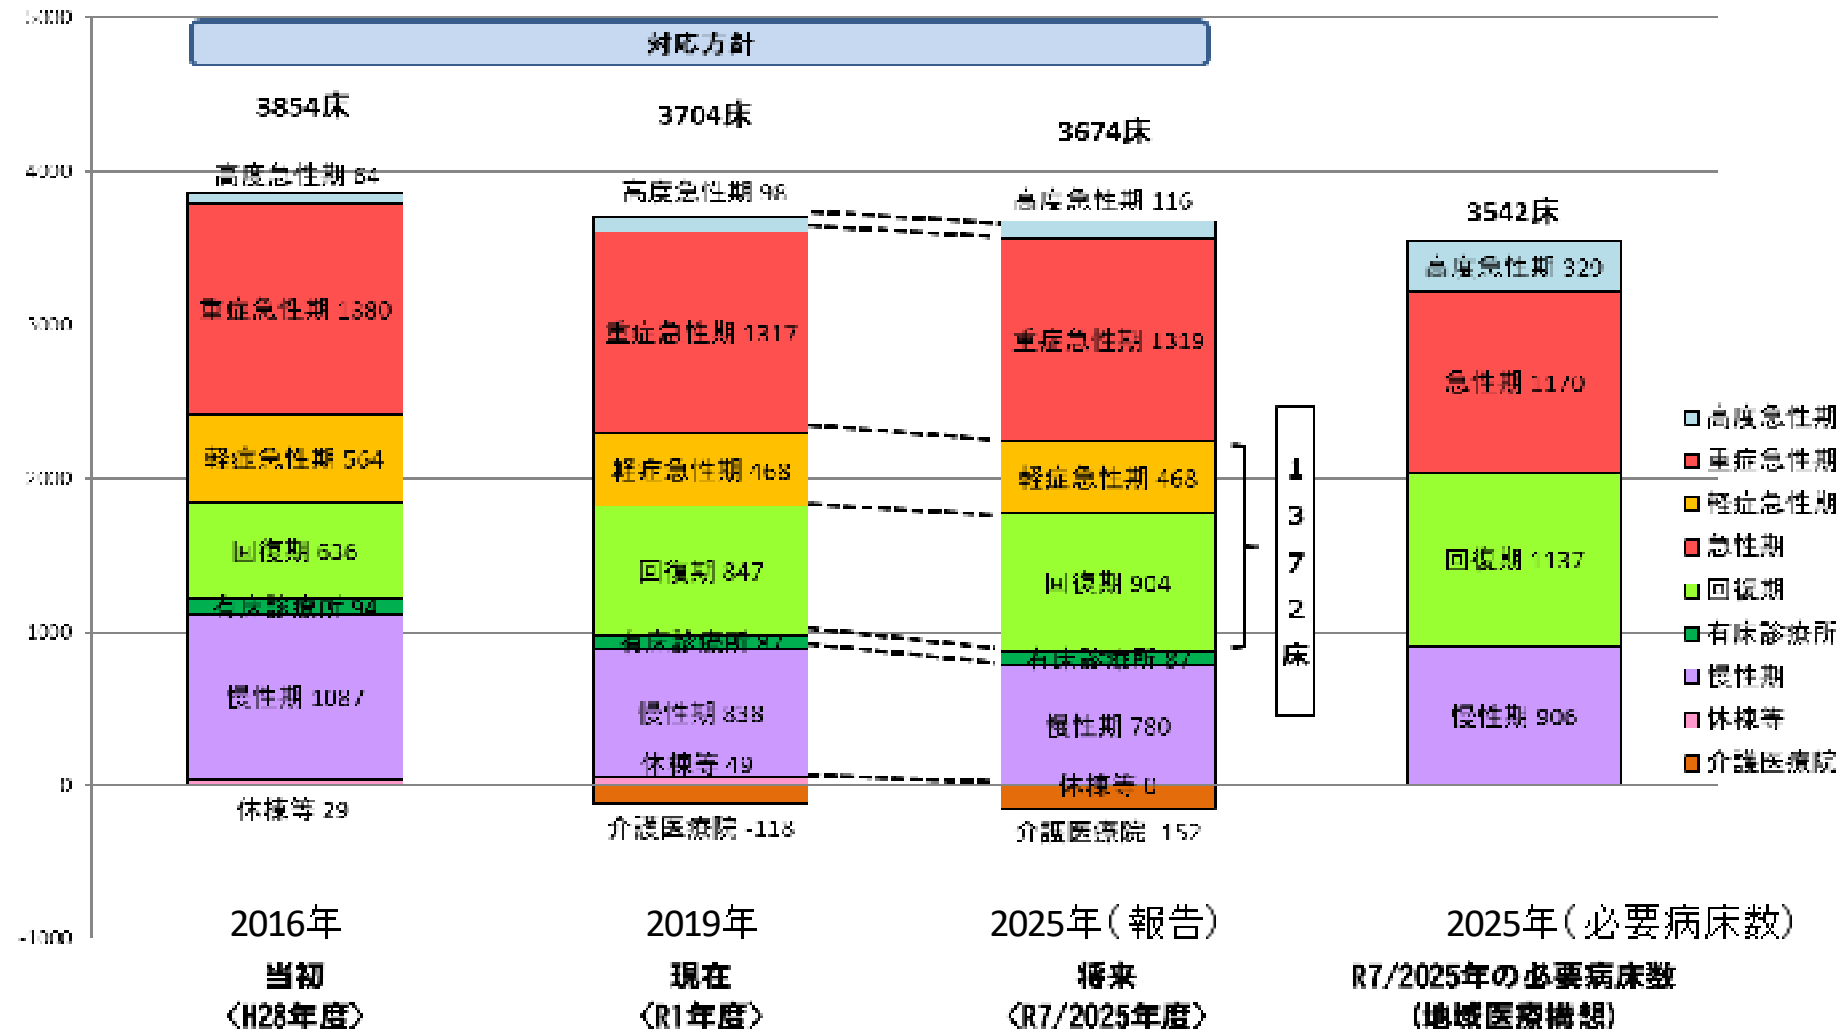 5000
対応方針
3854床
3704床
3674床
4000
高度急性期 64
高度急性期 98
高度急性期 116
3542床
高度急性期 329
3000
重症急性期 1380
重症急性期 1317
重症急性期 1319
急性期 1170
2000
軽症急性期 564
軽症急性期 468
軽症急性期 468
1372床
回復期 636
回復期 847
回復期 904
回復期 1137
1000
有床診療所 94
有床診療所 87
有床診療所 87
慢性期 1087
慢性期 838
慢性期 780
慢性期 906
0
休棟等 29
休棟等 49
休棟等 0
介護医療院 -118
介護医療院 -152
-1000
高度急性期
重症急性期
軽症急性期
急性期
回復期
有床診療所
慢性期
休棟等
介護医療院
2016年
当初
〈H28年度〉
2019年
現在
〈R1年度〉
2025年（報告）
将来
〈R7/2025年度〉
2025年（必要病床数）
R7/2025年の必要病床数
(地域医療構想)